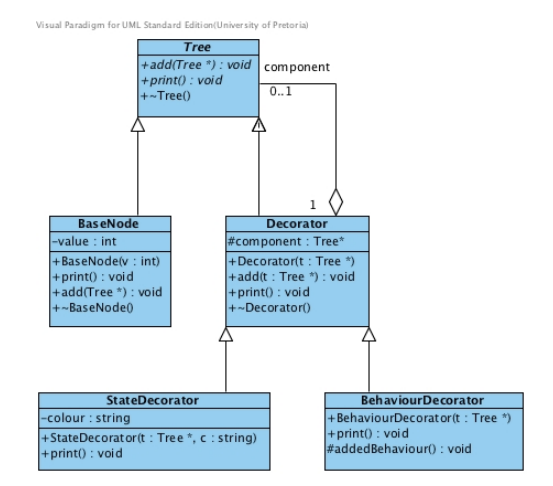 Visual Paradigm for UML Standard Edition(University of Pretoria)
Tree
+add(Tree *) : void
+print() : void
+~Tree()
component
0..1
1
BaseNode
-value : int
+BaseNode(v : int)
+print() : void
+add(Tree *) : void
+~BaseNode()
Decorator
#component : Tree*
+Decorator(t : Tree *)
+add(t : Tree *) : void
+print() : void
+~Decorator()
StateDecorator
-colour : string
+StateDecorator(t : Tree *, c : string)
+print() : void
BehaviourDecorator
+BehaviourDecorator(t : Tree *)
+print() : void
#addedBehaviour() : void